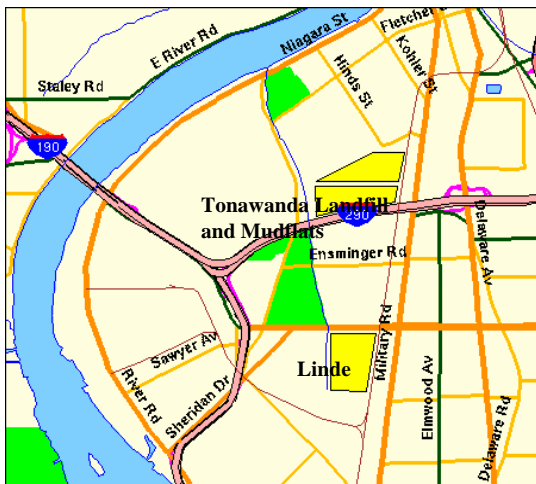 Fletcher
Niagara St
E River Rd
Kohler St
Hinds St
Staley Rd
190
Tonawanda Landfill
290
and Mudflats
Delaware Av
Ensminger Rd
Military Rd
Sawyer Av
Linde
River Rd
Sheridan Dr
Elmwood Av
Delaware Rd